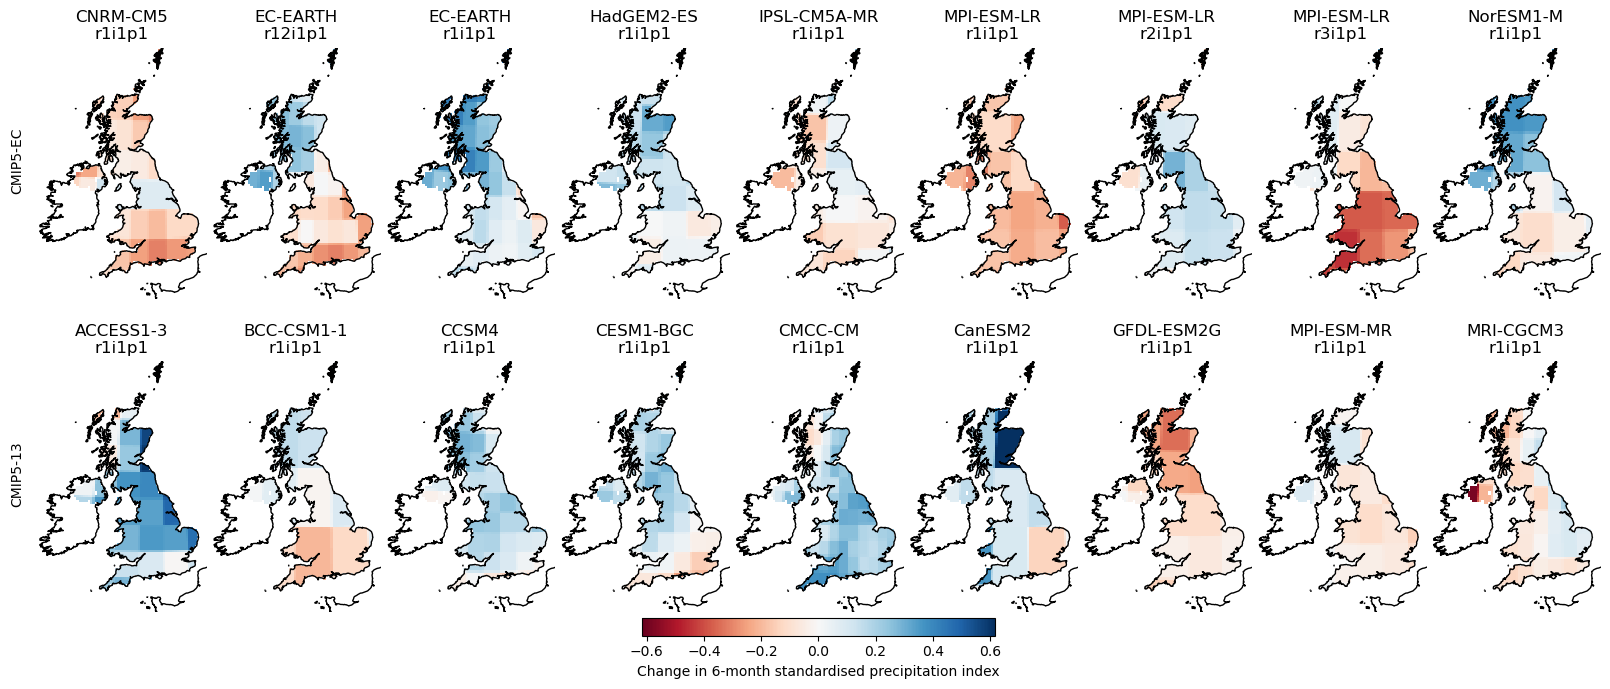 CNRM-CM5 EC-EARTH EC-EARTH HadGEM2-ES IPSL-CM5A-MR MPI-ESM-LR MPI-ESM-LR MPI-ESM-LR NorESM1-M
r1i1p1 r12i1p1 r1i1p1 r1i1p1 r1i1p1 r1i1p1 r2i1p1 r3i1p1 r1i1p1
CMIP5-EC
ACCESS1-3 BCC-CSM1-1 CCSM4 CESM1-BGC CMCC-CM CanESM2 GFDL-ESM2G MPI-ESM-MR MRI-CGCM3
r1i1p1 r1i1p1 r1i1p1 r1i1p1 r1i1p1 r1i1p1 r1i1p1 r1i1p1 r1i1p1
CMIP5-13
−0.6 −0.4 −0.2 0.0 0.2 0.4 0.6
Change in 6-month standardised precipitation index